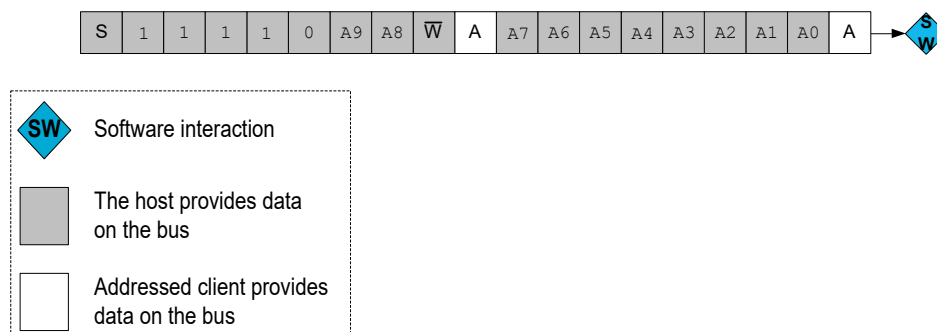 S 1 1 1 1 0 A9 A8 W̅ A A7 A6 A5 A4 A3 A2 A1 A0 A S W
SW Software interaction
The host provides data
on the bus
Addressed client provides
data on the bus